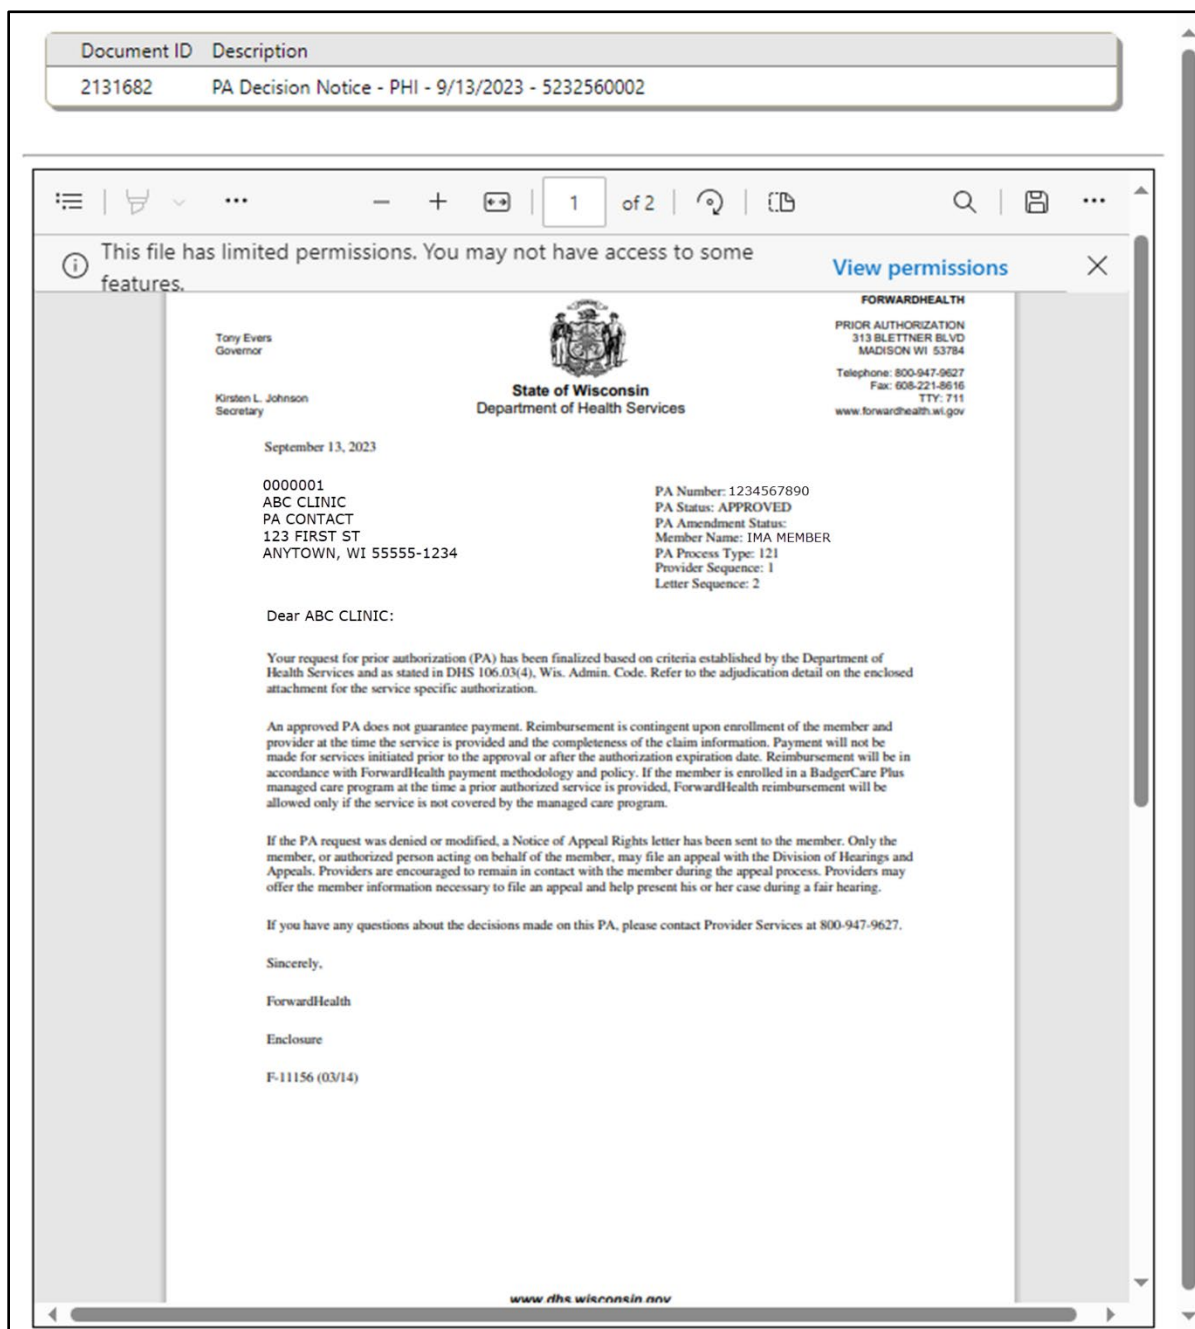 Document ID Description
2131682 PA Decision Notice - PHI - 9/13/2023 - 5232560002
1 of 2
This file has limited permissions. You may not have access to some
features.
View permissions
Tony Evers
Governor
Kirsten L. Johnson
Secretary
State of Wisconsin
Department of Health Services
FORWARDHEALTH
PRIOR AUTHORIZATION
313 BLETTNER BLVD
MADISON WI 53784
Telephone: 800-947-9627
Fax: 608-221-8616
TTY: 711
www.forwardhealth.wi.gov
September 13, 2023
0000001
ABC CLINIC
PA CONTACT
123 FIRST ST
ANYTOWN, WI 55555-1234
PA Number: 1234567890
PA Status: APPROVED
PA Amendment Status:
Member Name: IMA MEMBER
PA Process Type: 121
Provider Sequence: 1
Letter Sequence: 2
Dear ABC CLINIC:
Your request for prior authorization (PA) has been finalized based on criteria established by the Department of
Health Services and as stated in DHS 106.03(4), Wis. Admin. Code. Refer to the adjudication detail on the enclosed
attachment for the service specific authorization.
An approved PA does not guarantee payment. Reimbursement is contingent upon enrollment of the member and
provider at the time the service is provided and the completeness of the claim information. Payment will not be
made for services initiated prior to the approval or after the authorization expiration date. Reimbursement will be in
accordance with ForwardHealth payment methodology and policy. If the member is enrolled in a BadgerCare Plus
managed care program at the time a prior authorized service is provided, ForwardHealth reimbursement will be
allowed only if the service is not covered by the managed care program.
If the PA request was denied or modified, a Notice of Appeal Rights letter has been sent to the member. Only the
member, or authorized person acting on behalf of the member, may file an appeal with the Division of Hearings and
Appeals. Providers are encouraged to remain in contact with the member during the appeal process. Providers may
offer the member information necessary to file an appeal and help present his or her case during a fair hearing.
If you have any questions about the decisions made on this PA, please contact Provider Services at 800-947-9627.
Sincerely,
ForwardHealth
Enclosure
F-11156 (03/14)
www.dhs.wisconsin.gov